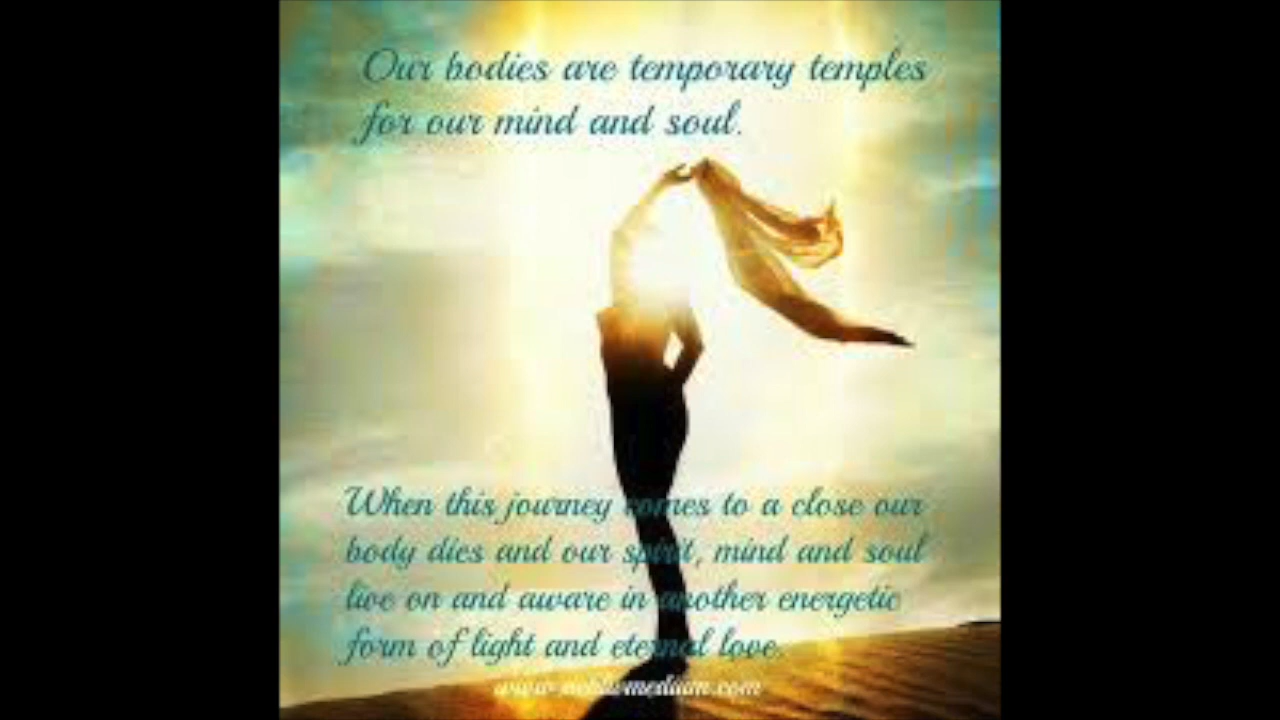 Our bodies are temporary temples
for our mind and soul.
When this journey comes to a close our
body dies and our spirit, mind and soul
live on and aware in another energetic
form of light and eternal love.